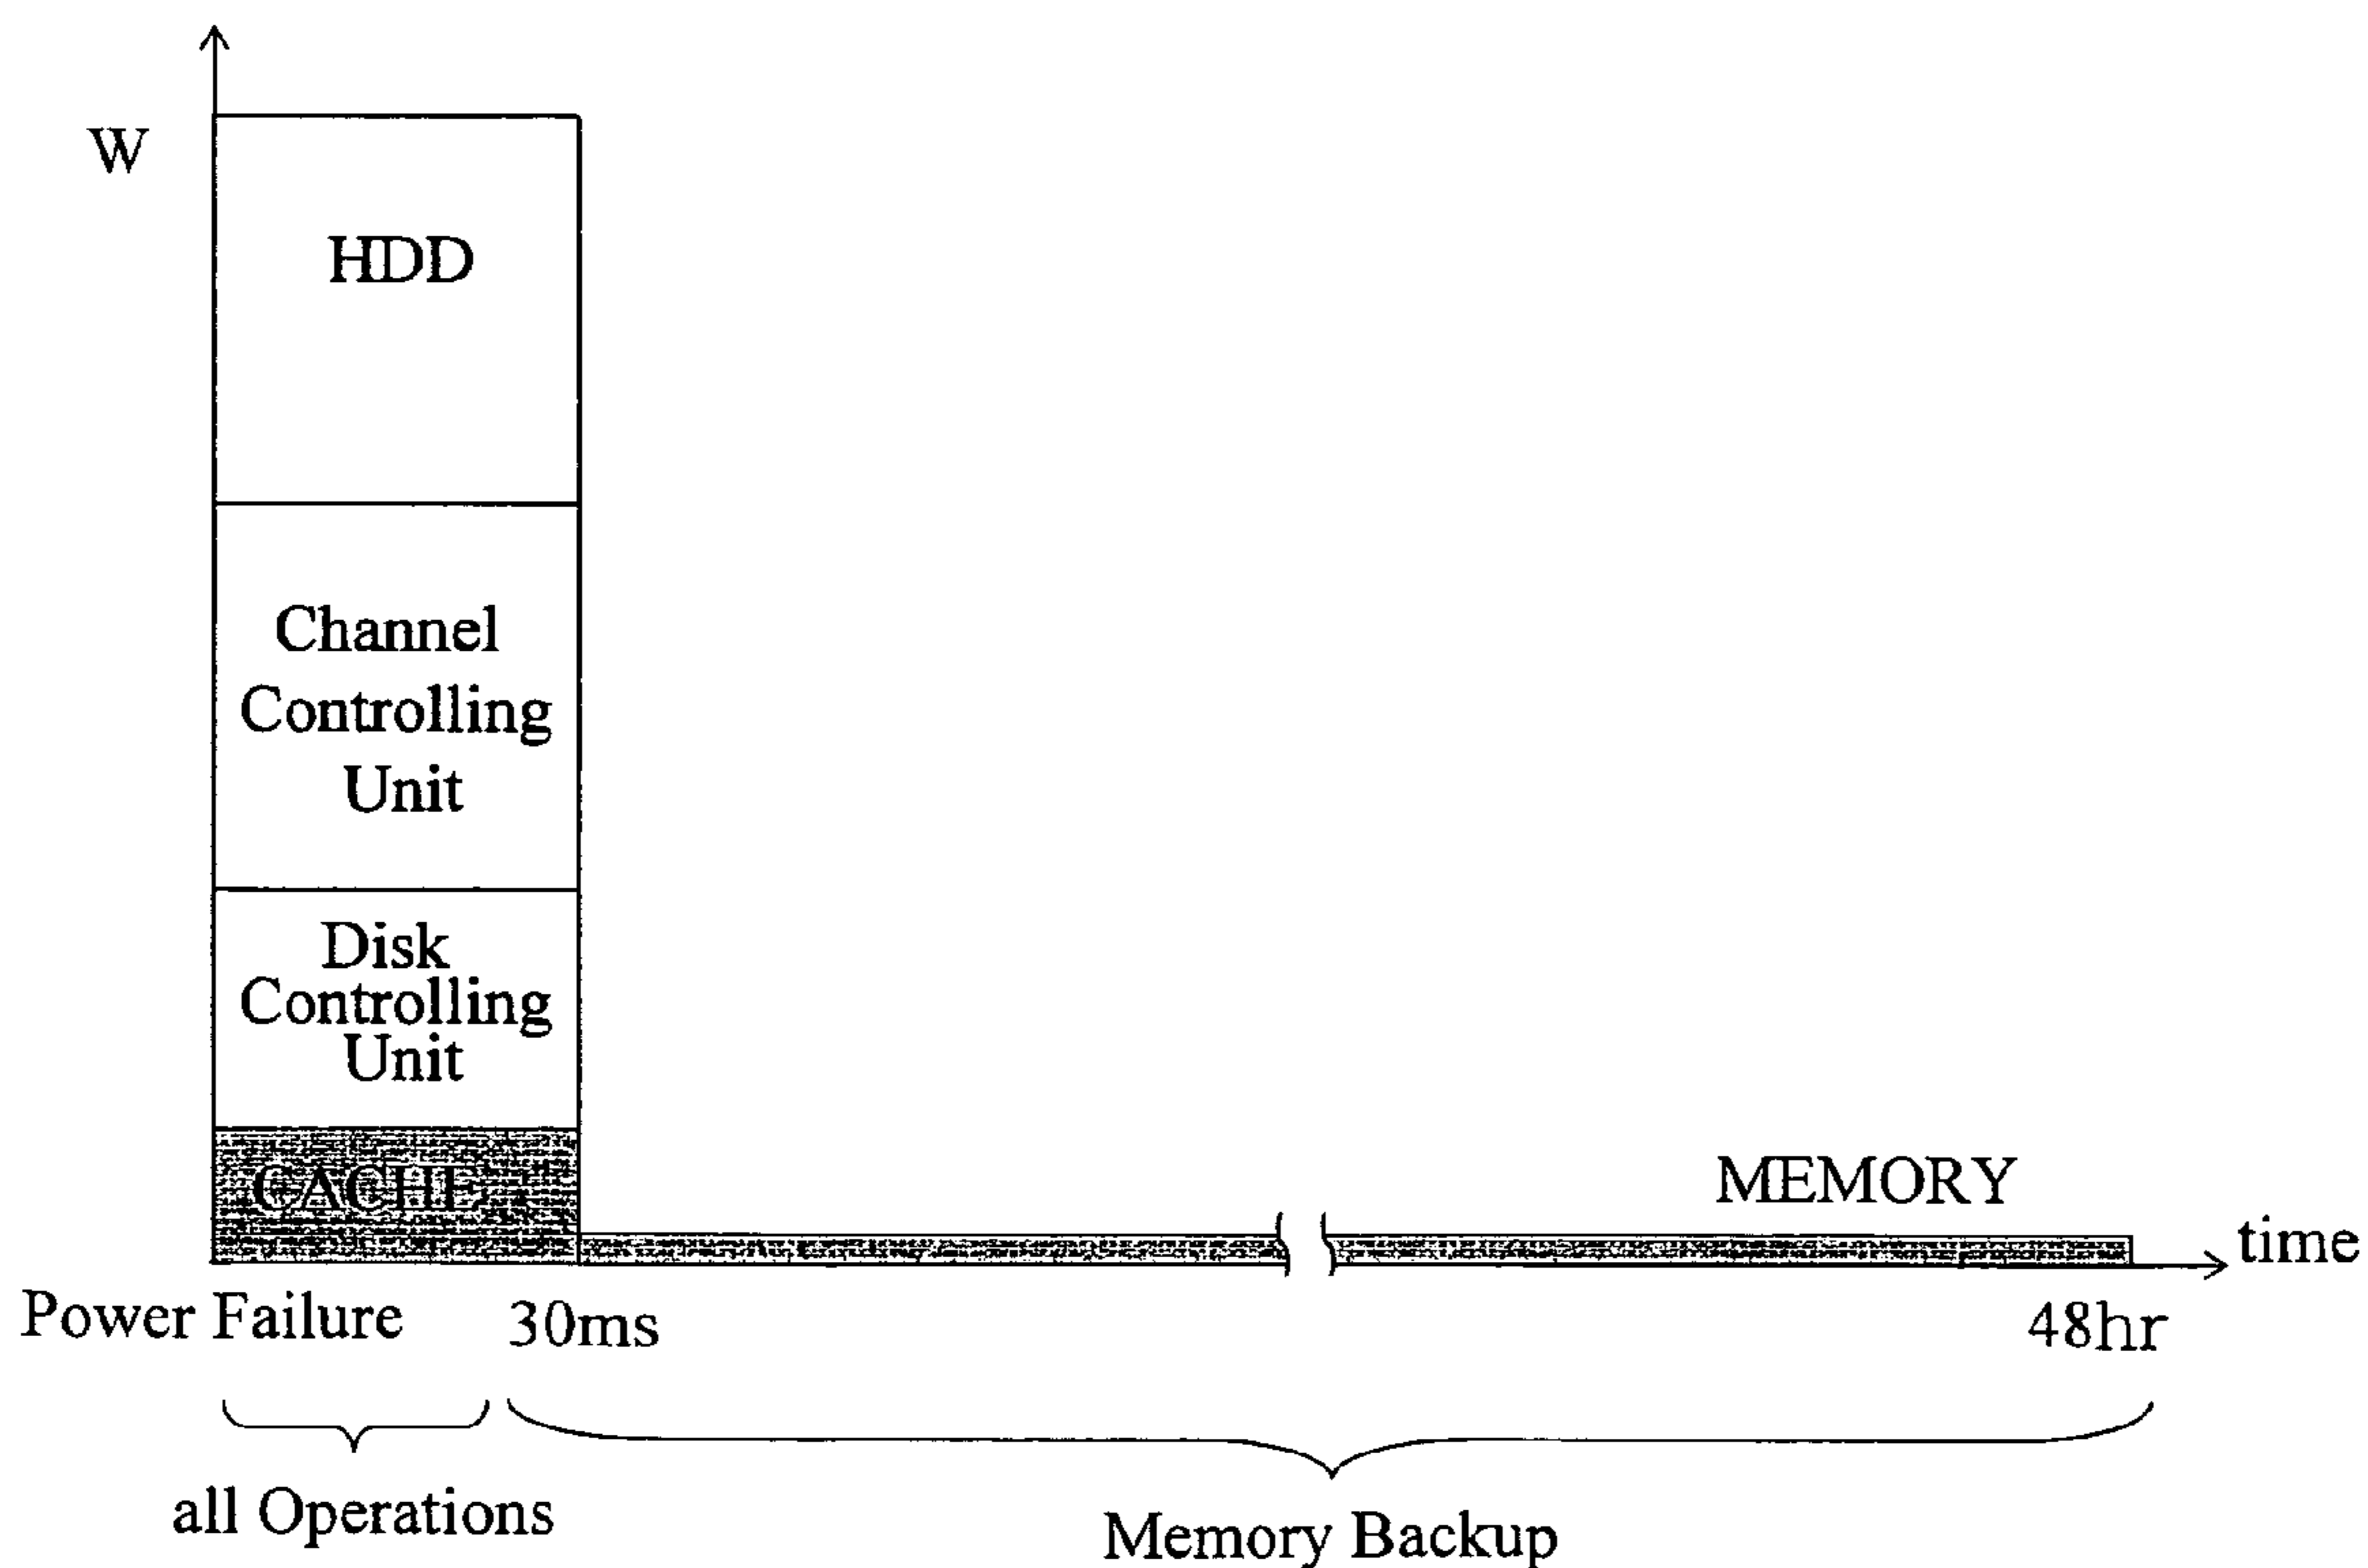 W
HDD
Channel
Controlling
Unit
Disk
Controlling
Unit
CACHE
MEMORY
time
Power Failure
30ms
48hr
all Operations
Memory Backup